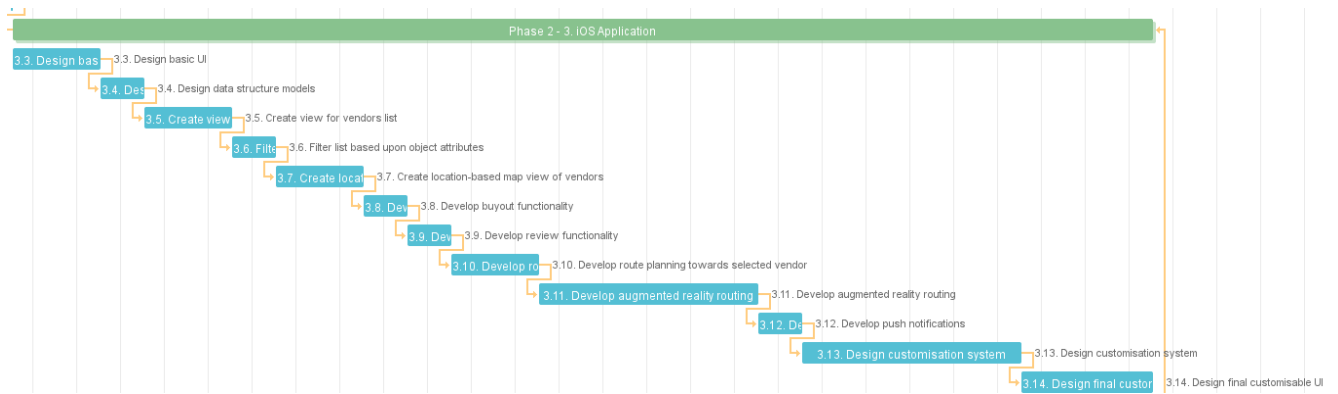 Phase 2 - 3. iOS Application
3.3. Design bas 3.3. Design basic UI
3.4. Des 3.4. Design data structure models
3.5. Create view 3.5. Create view for vendors list
3.6. Filte 3.6. Filter list based upon object attributes
3.7. Create locat 3.7. Create location-based map view of vendors
3.8. Dev 3.8. Develop buyout functionality
3.9. Dev 3.9. Develop review functionality
3.10. Develop ro 3.10. Develop route planning towards selected vendor
3.11. Develop augmented reality routing 3.11. Develop augmented reality routing
3.12. De 3.12. Develop push notifications
3.13. Design customisation system 3.13. Design customisation system
3.14. Design final custor 3.14. Design final customisable UI